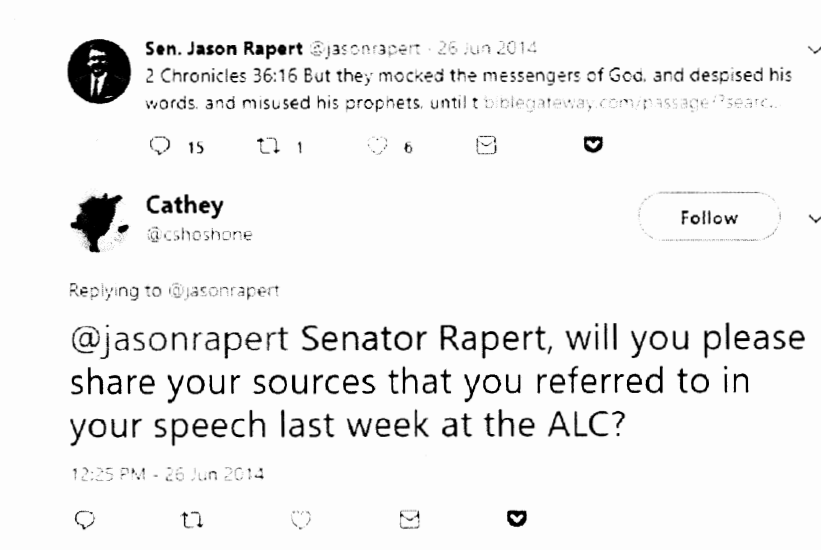 Sen. Jason Rapert @jasonrapert · 26 Jun 2014
2 Chronicles 36:16 But they mocked the messengers of God, and despised his
words, and misused his prophets, until t biblegateway.com/passage/?searc...
15 1 6
Cathey
Follow
@cshoshone
Replying to @jasonrapert
@jasonrapert Senator Rapert, will you please
share your sources that you referred to in
your speech last week at the ALC?
12:25 PM - 26 Jun 2014